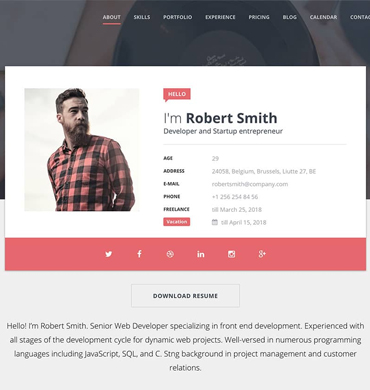 ABOUT SKILLS PORTFOLIO EXPERIENCE PRICING BLOG CALENDAR CONTAC
HELLO
I'm Robert Smith
Developer and Startup entrepreneur
AGE 29
ADDRESS 24058, Belgium, Brussels, Liutte 27, BE
E-MAIL robertsmith@company.com
PHONE +1 256 254 84 56
FREELANCE till March 25, 2018
Vacation till April 15, 2018
DOWNLOAD RESUME
Hello! I'm Robert Smith. Senior Web Developer specializing in front end development. Experienced with
all stages of the development cycle for dynamic web projects. Well-versed in numerous programming
languages including JavaScript, SQL, and C. Stng background in project management and customer
relations.